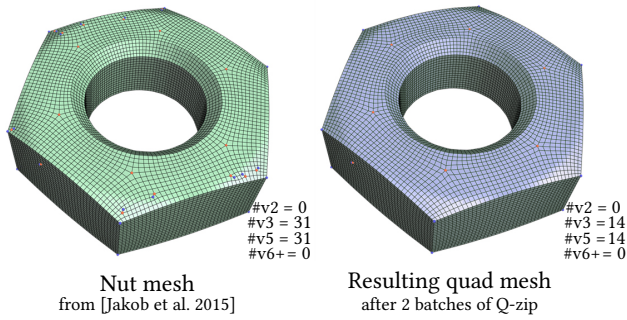 #v2 = 0
#v3 = 31
#v5 = 31
#v6+= 0
Nut mesh
from [Jakob et al. 2015]
#v2 = 0
#v3 = 14
#v5 = 14
#v6+= 0
Resulting quad mesh
after 2 batches of Q-zip